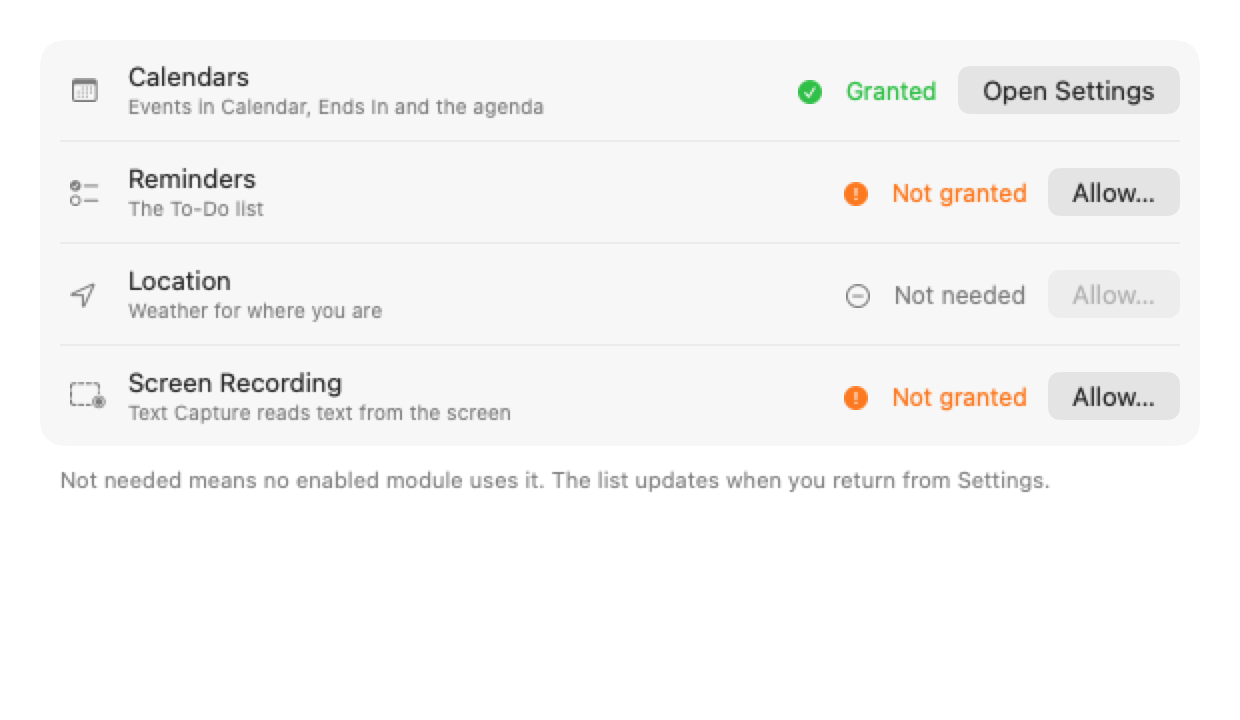 Calendars
Events in Calendar, Ends In and the agenda
Granted
Open Settings
Reminders
The To-Do list
Not granted
Allow...
Location
Weather for where you are
Not needed
Allow...
Screen Recording
Text Capture reads text from the screen
Not granted
Allow...
Not needed means no enabled module uses it. The list updates when you return from Settings.